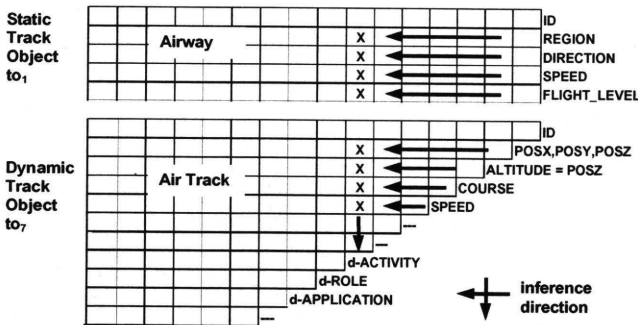 Static
Track
Object
to1
Airway
ID
X
REGION
X
DIRECTION
X
SPEED
X
FLIGHT_LEVEL
Dynamic
Track
Object
to7
Air Track
ID
X
POSX,POSY,POSZ
X
ALTITUDE = POSZ
X
COURSE
X
SPEED
---
--
d-ACTIVITY
d-ROLE
d-APPLICATION
---
inference
direction